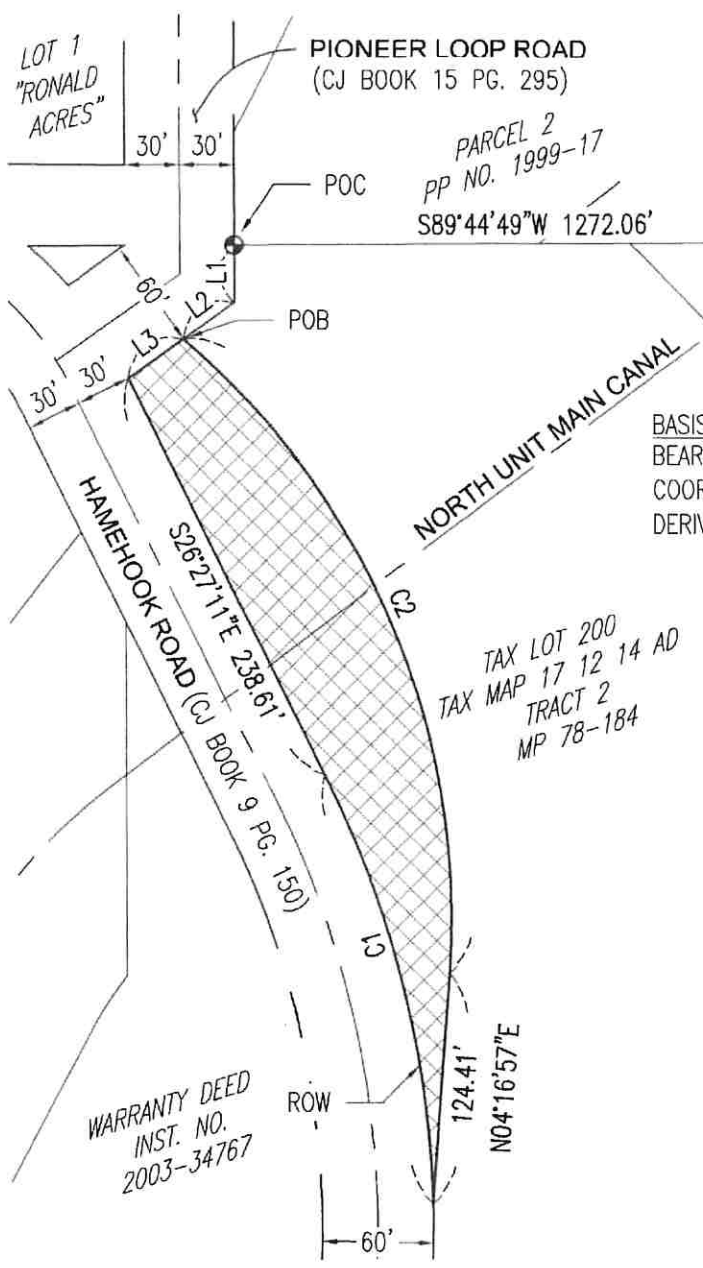 LOT 1
"RONALD
ACRES"
PIONEER LOOP ROAD
(CJ BOOK 15 PG. 295)
30'
30'
PARCEL 2
PP NO. 1999-17
POC
S89°44'49"W 1272.06'
L1
L2
60'
POB
L3
30'
30'
NORTH UNIT MAIN CANAL
BASIS
BEAR
COOR
DERIV
HAMEHOOK ROAD (CJ BOOK 9 PG. 150)
S26°27'11"E 238.61'
C2
TAX LOT 200
TAX MAP 17 12 14 AD
TRACT 2
MP 78-184
C1
124.41'
N04°16'57"E
ROW
WARRANTY DEED
INST. NO.
2003-34767
60'